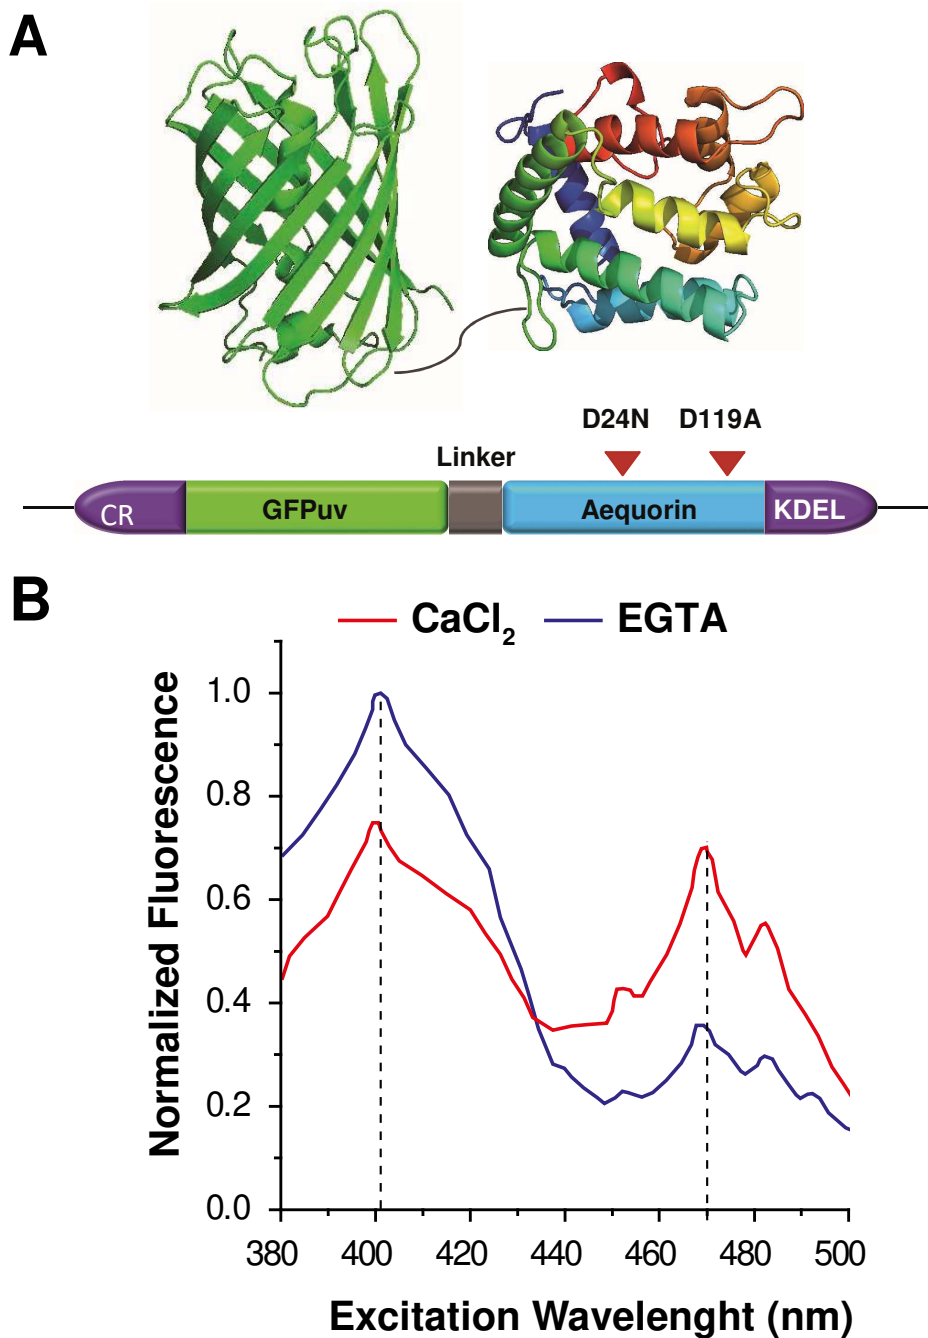 A
D24N D119A
Linker
CR GFPuv Aequorin KDEL
B
CaCl₂ EGTA
Normalized Fluorescence
1.0
0.8
0.6
0.4
0.2
0.0
380 400 420 440 460 480 500
Excitation Wavelenght (nm)